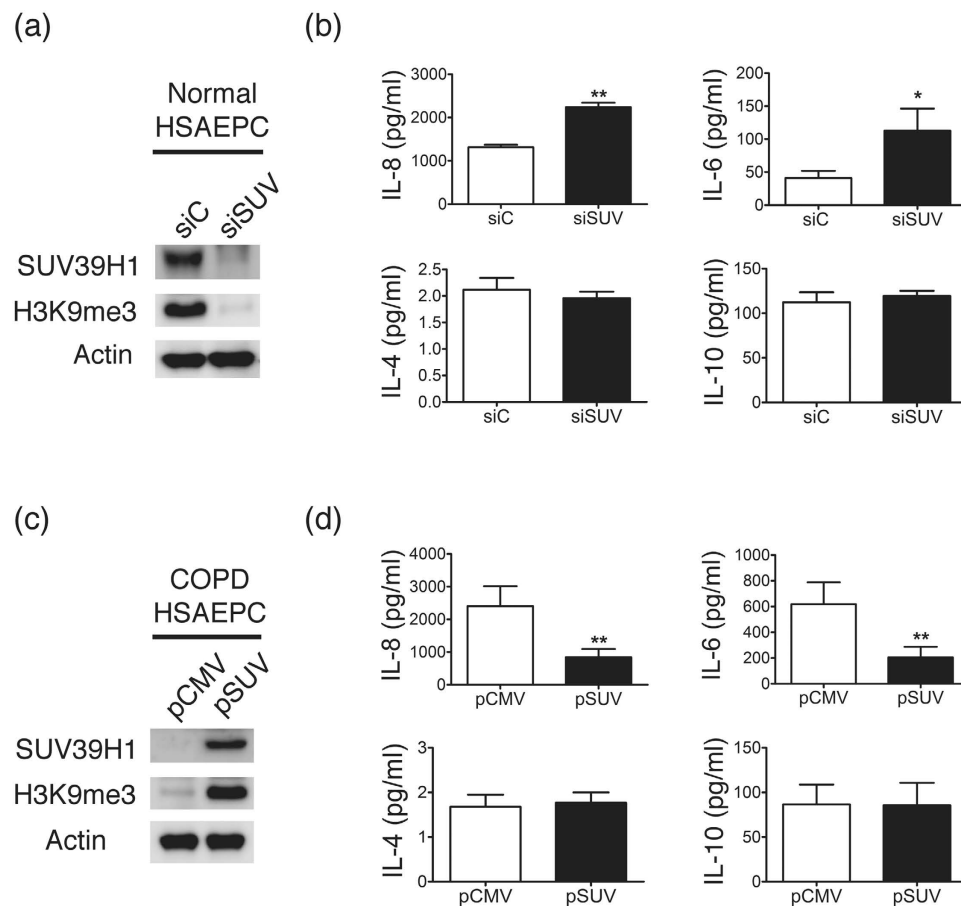 (a)
Normal
HSAEPC
siC siSUV
SUV39H1
H3K9me3
Actin
(b)
IL-8 (pg/ml)
3000
2000
1000
0
**
siC siSUV
IL-6 (pg/ml)
200
150
100
50
0
*
siC siSUV
IL-4 (pg/ml)
2.5
2.0
1.5
1.0
0.5
0.0
siC siSUV
IL-10 (pg/ml)
150
100
50
0
siC siSUV
(c)
COPD
HSAEPC
pCMV pSUV
SUV39H1
H3K9me3
Actin
(d)
IL-8 (pg/ml)
4000
3000
2000
1000
0
**
pCMV pSUV
IL-6 (pg/ml)
1000
800
600
400
200
0
**
pCMV pSUV
IL-4 (pg/ml)
3
2
1
0
pCMV pSUV
IL-10 (pg/ml)
150
100
50
0
pCMV pSUV